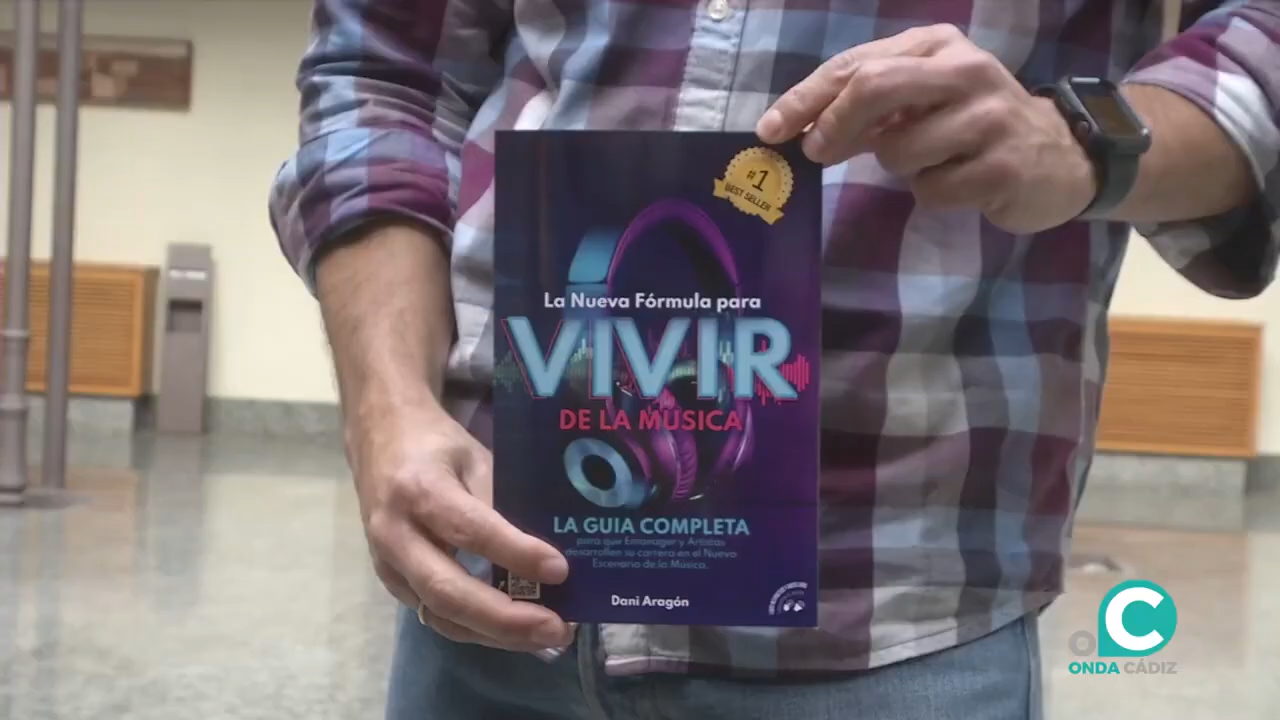 #1
BEST SELLER
La Nueva Fórmula para
VIVIR
DE LA MÚSICA
LA GUIA COMPLETA
para que Emanager y Artistas
desarrollen su carrera en el Nuevo
Escenario de la Música.
Dani Aragón
C
ONDA CÁDIZ